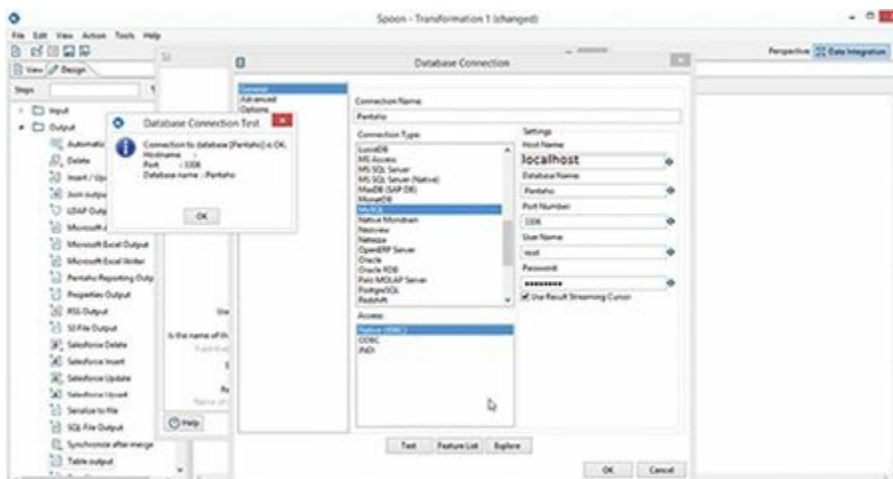 Spoon - Transformation 1 (changed)
File Edit View Action Tools Help
Perspective: Data Integration
View Design
Steps
Input
Output
Delete
Json output
Microsoft Excel Output
Microsoft Excel Writer
Properties Output
RSS Output
S3 File Output
Salesforce Delete
Salesforce Insert
Salesforce Update
Salesforce Upsert
Serialize to file
SQL File Output
Synchronize after merge
Table output
Is the name of th
Help
Database Connection Test
Connection to database [Pentaho] is OK.
Hostname :
Port : 3306
Database name : Pentaho
OK
Database Connection
General
Advanced
Options
Connection Name:
Pentaho
Connection Type:
LucidDB
MS Access
MS SQL Server
MS SQL Server (Native)
MaxDB (SAP DB)
MonetDB
MySQL
Native Mondrian
Neoview
Netezza
OpenERP Server
Oracle
Oracle RDB
Palo MOLAP Server
PostgreSQL
Redshift
Access:
Native (JDBC)
ODBC
JNDI
Settings
Host Name:
localhost
Database Name:
Pentaho
Port Number:
3306
User Name:
root
Password:
Use Result Streaming Cursor
Test Feature List Explore
OK Cancel